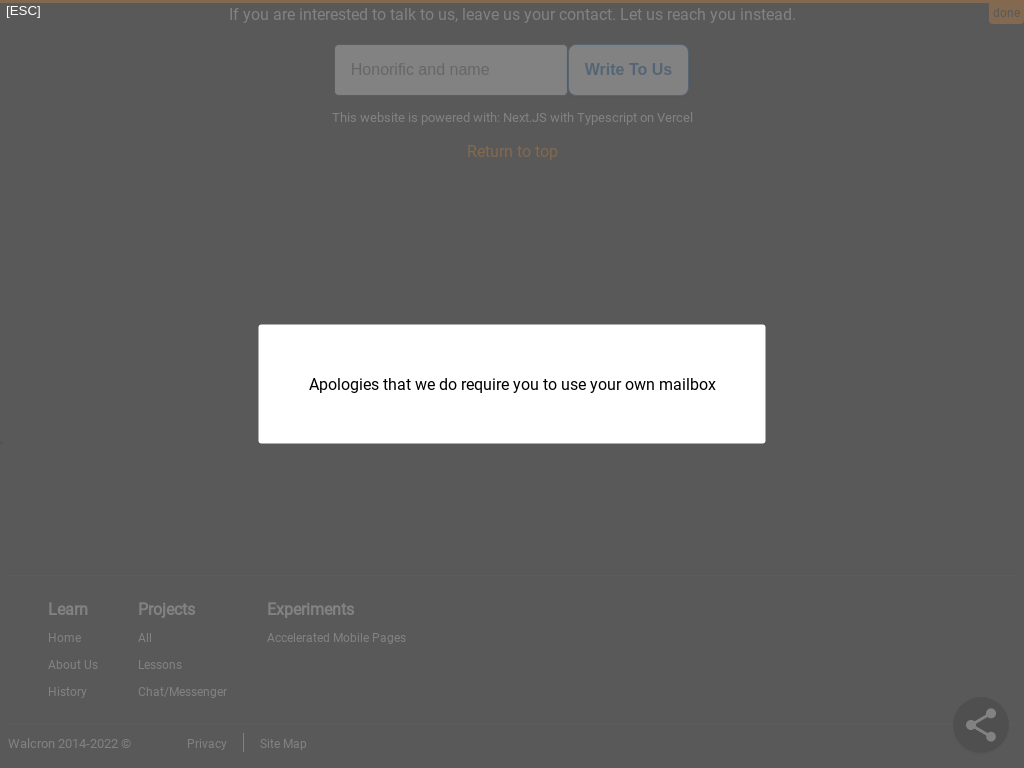 [ESC]
done
If you are interested to talk to us, leave us your contact. Let us reach you instead.
Honorific and name
Write To Us
This website is powered with: Next.JS with Typescript on Vercel
Return to top
Apologies that we do require you to use your own mailbox
Learn
Home
About Us
History
Projects
All
Lessons
Chat/Messenger
Experiments
Accelerated Mobile Pages
Walcron 2014-2022 ©
Privacy
Site Map